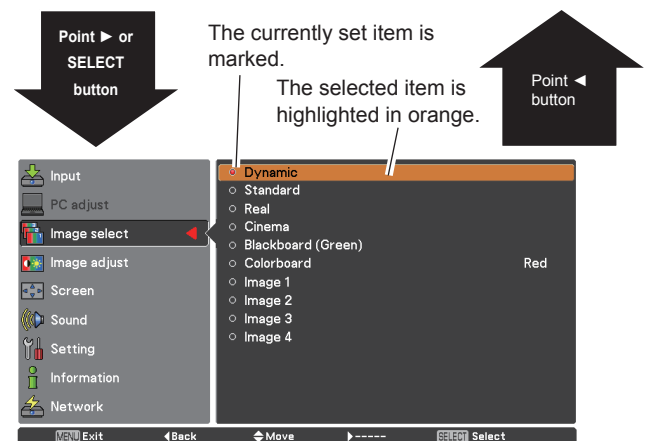 Point ► or
SELECT
button
The currently set item is
marked.
The selected item is
highlighted in orange.
Point ◄
button
Input
PC adjust
Image select
Image adjust
Screen
Sound
Setting
Information
Network
Dynamic
Standard
Real
Cinema
Blackboard (Green)
Colorboard Red
Image 1
Image 2
Image 3
Image 4
MENU Exit ◄Back Move ►----- SELECT Select